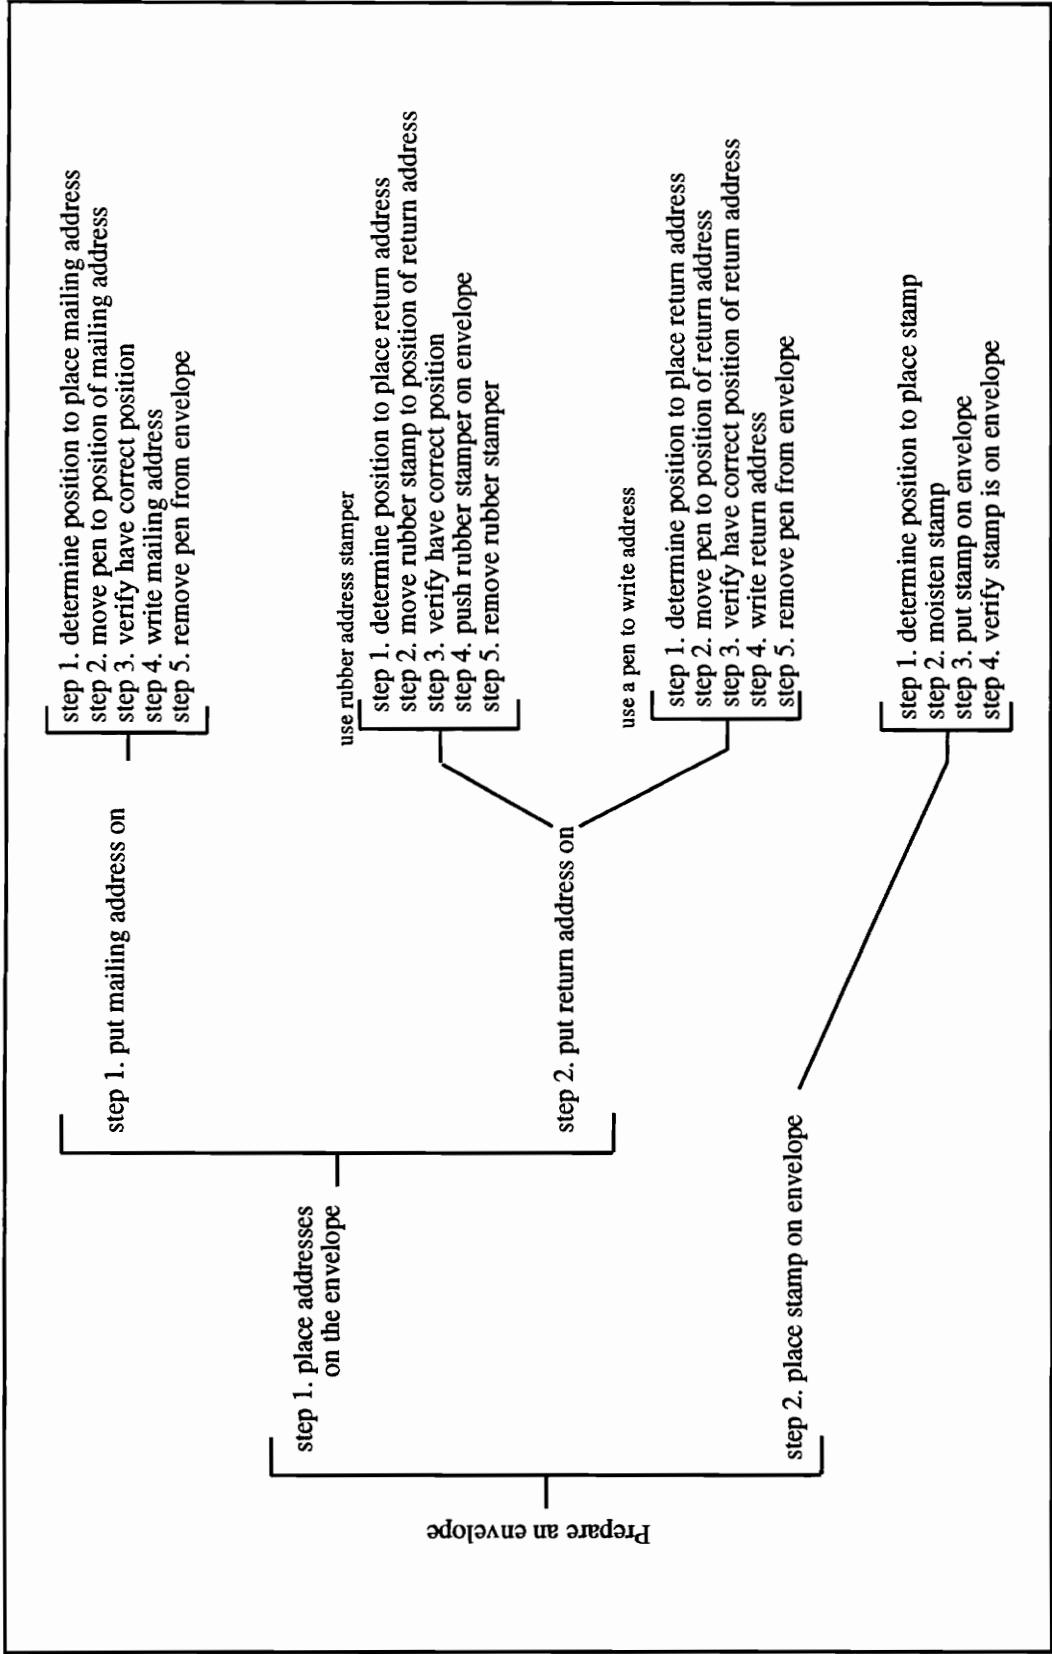 Prepare an envelope
step 1. place addresses
on the envelope
step 1. put mailing address on
step 1. determine position to place mailing address
step 2. move pen to position of mailing address
step 3. verify have correct position
step 4. write mailing address
step 5. remove pen from envelope
step 2. put return address on
use rubber address stamper
step 1. determine position to place return address
step 2. move rubber stamp to position of return address
step 3. verify have correct position
step 4. push rubber stamper on envelope
step 5. remove rubber stamper
use a pen to write address
step 1. determine position to place return address
step 2. move pen to position of return address
step 3. verify have correct position of return address
step 4. write return address
step 5. remove pen from envelope
step 2. place stamp on envelope
step 1. determine position to place stamp
step 2. moisten stamp
step 3. put stamp on envelope
step 4. verify stamp is on envelope